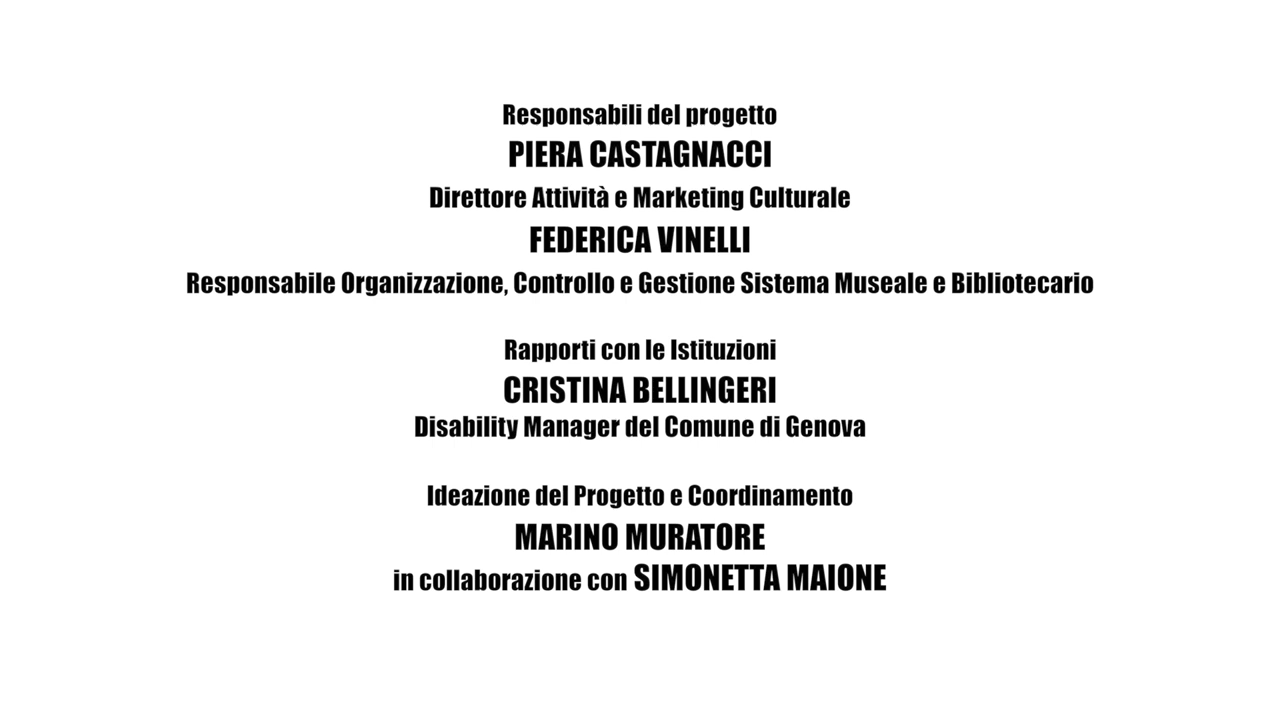 Responsabili del progetto
PIERA CASTAGNACCI
Direttore Attività e Marketing Culturale
FEDERICA VINELLI
Responsabile Organizzazione, Controllo e Gestione Sistema Museale e Bibliotecario
Rapporti con le Istituzioni
CRISTINA BELLINGERI
Disability Manager del Comune di Genova
Ideazione del Progetto e Coordinamento
MARINO MURATORE
in collaborazione con SIMONETTA MAIONE